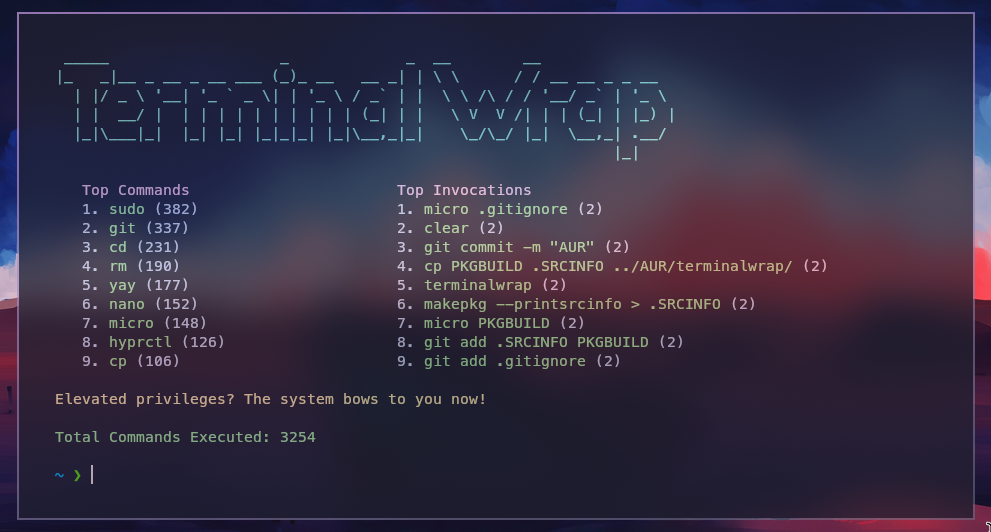 Terminal Wrap
Top Commands
1. sudo (382)
2. git (337)
3. cd (231)
4. rm (190)
5. yay (177)
6. nano (152)
7. micro (148)
8. hyprctl (126)
9. cp (106)
Top Invocations
1. micro .gitignore (2)
2. clear (2)
3. git commit -m "AUR" (2)
4. cp PKGBUILD .SRCINFO ../AUR/terminalwrap/ (2)
5. terminalwrap (2)
6. makepkg --printsrcinfo > .SRCINFO (2)
7. micro PKGBUILD (2)
8. git add .SRCINFO PKGBUILD (2)
9. git add .gitignore (2)
Elevated privileges? The system bows to you now!
Total Commands Executed: 3254
~ ❯